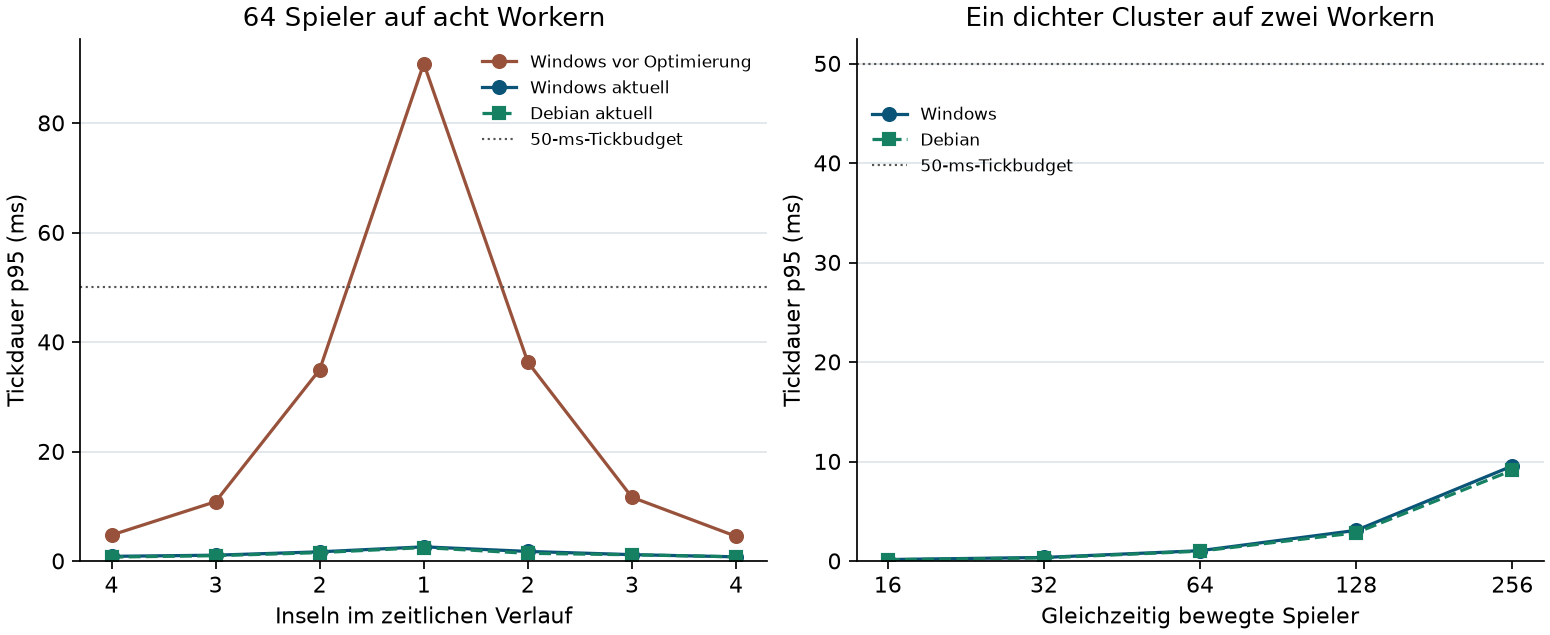 64 Spieler auf acht Workern
Windows vor Optimierung
Windows aktuell
Debian aktuell
50-ms-Tickbudget
80
60
40
20
0
Tickdauer p95 (ms)
4 3 2 1 2 3 4
Inseln im zeitlichen Verlauf
Ein dichter Cluster auf zwei Workern
Windows
Debian
50-ms-Tickbudget
50
40
30
20
10
0
Tickdauer p95 (ms)
16 32 64 128 256
Gleichzeitig bewegte Spieler